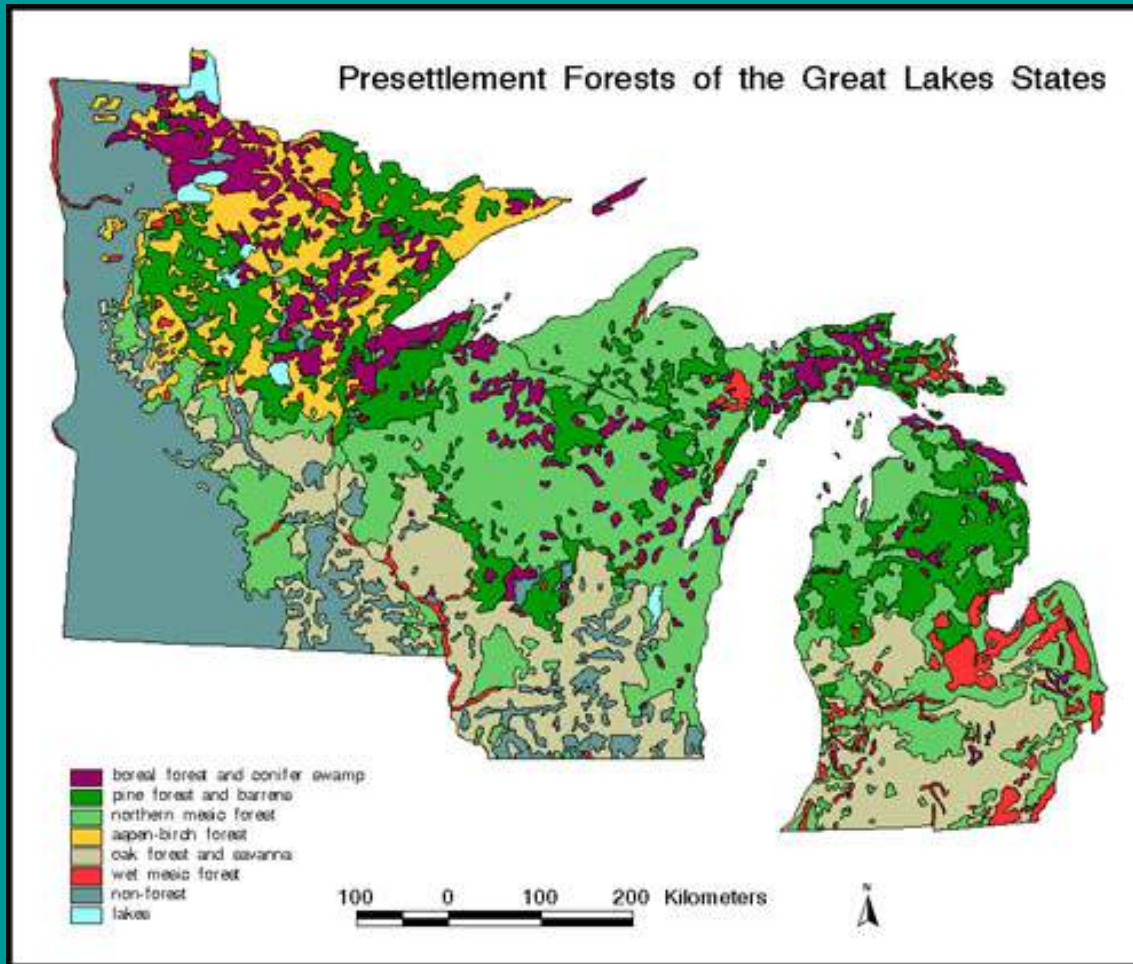 Presettlement Forests of the Great Lakes States
boreal forest and conifer swamp
pine forest and barrens
northern mesic forest
aspen-birch forest
oak forest and savanna
wet mesic forest
non-forest
lakes
100 0 100 200 Kilometers
N